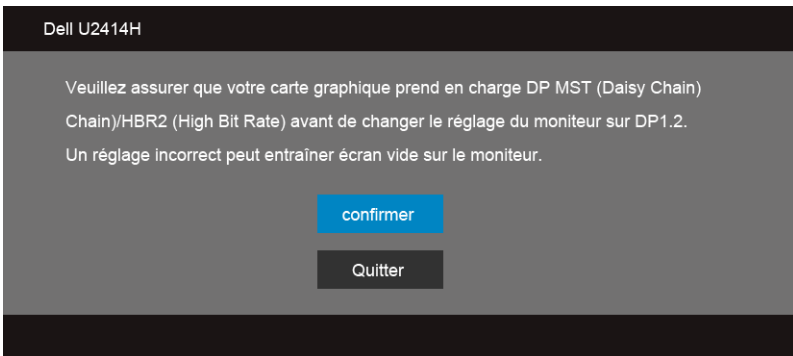 Dell U2414H
Veuillez assurer que votre carte graphique prend en charge DP MST (Daisy Chain)
Chain)/HBR2 (High Bit Rate) avant de changer le réglage du moniteur sur DP1.2.
Un réglage incorrect peut entraîner écran vide sur le moniteur.
confirmer
Quitter